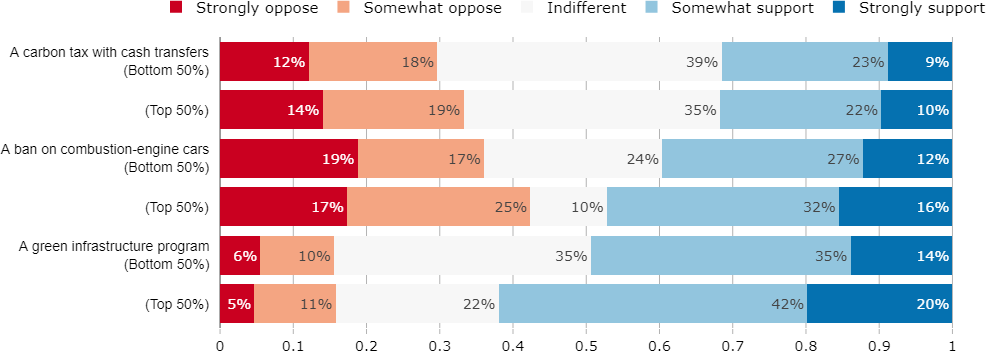 Strongly oppose Somewhat oppose Indifferent Somewhat support Strongly support
A carbon tax with cash transfers
(Bottom 50%)
12% 18% 39% 23% 9%
(Top 50%)
14% 19% 35% 22% 10%
A ban on combustion-engine cars
(Bottom 50%)
19% 17% 24% 27% 12%
(Top 50%)
17% 25% 10% 32% 16%
A green infrastructure program
(Bottom 50%)
6% 10% 35% 35% 14%
(Top 50%)
5% 11% 22% 42% 20%
0 0.1 0.2 0.3 0.4 0.5 0.6 0.7 0.8 0.9 1